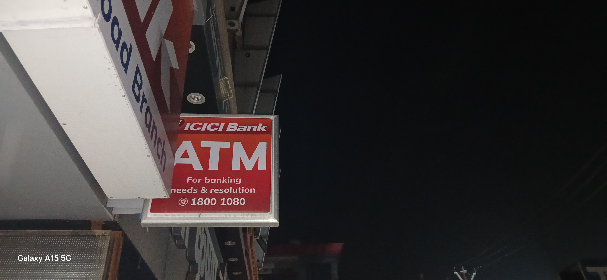 oad Branch
ICICI Bank
ATM
For banking
needs & resolution
@ 1800 1080
Galaxy A15 5G